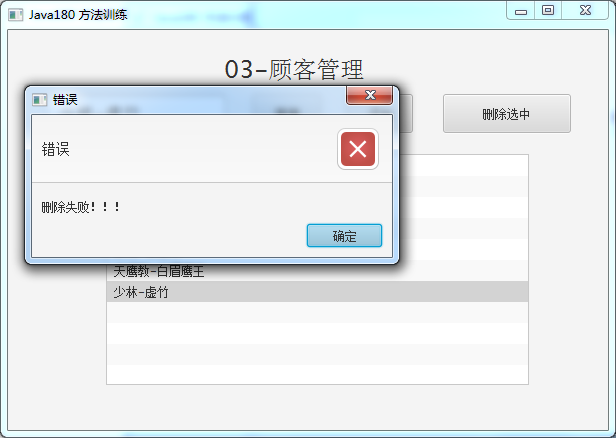 Java180 方法训练
03-顾客管理
错误
错误
删除选中
删除失败!!!
确定
天鹰教-白眉鹰王
少林-虚竹